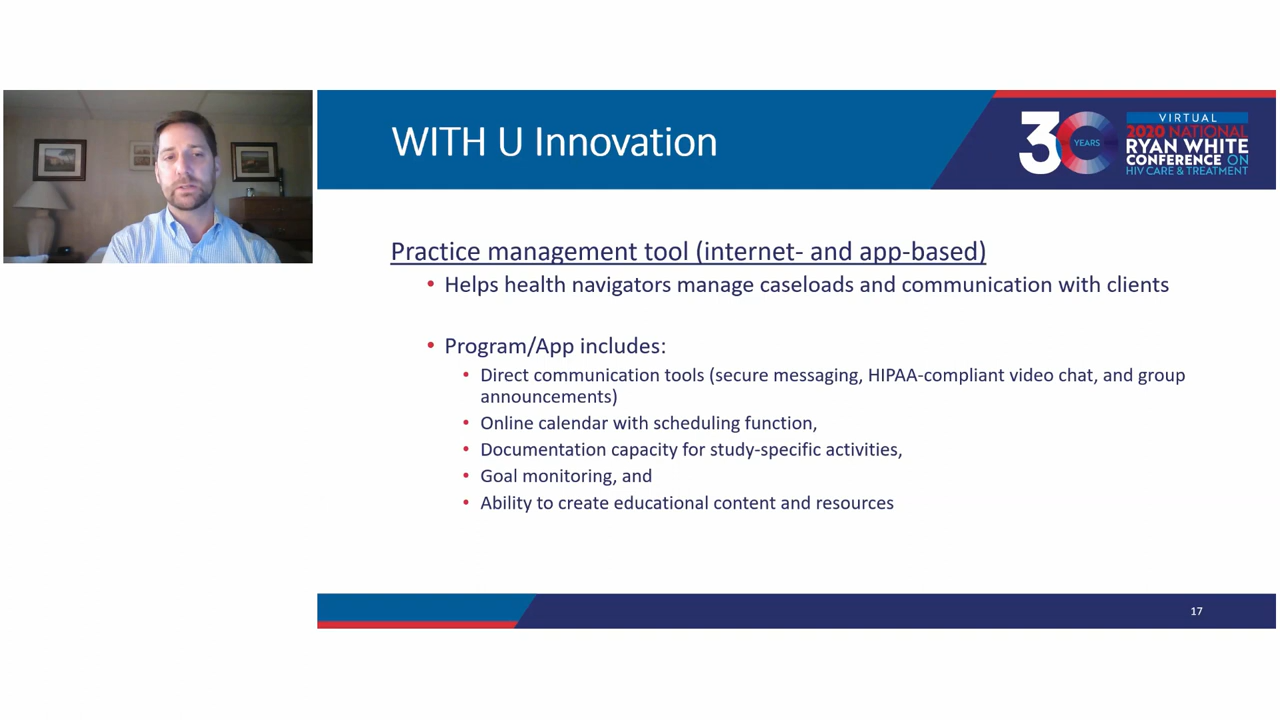 WITH U Innovation
30
YEARS
VIRTUAL
2020 NATIONAL
RYAN WHITE
CONFERENCE ON
HIV CARE & TREATMENT
Practice management tool (internet- and app-based)
• Helps health navigators manage caseloads and communication with clients
• Program/App includes:
• Direct communication tools (secure messaging, HIPAA-compliant video chat, and group
announcements)
• Online calendar with scheduling function,
• Documentation capacity for study-specific activities,
• Goal monitoring, and
• Ability to create educational content and resources
17